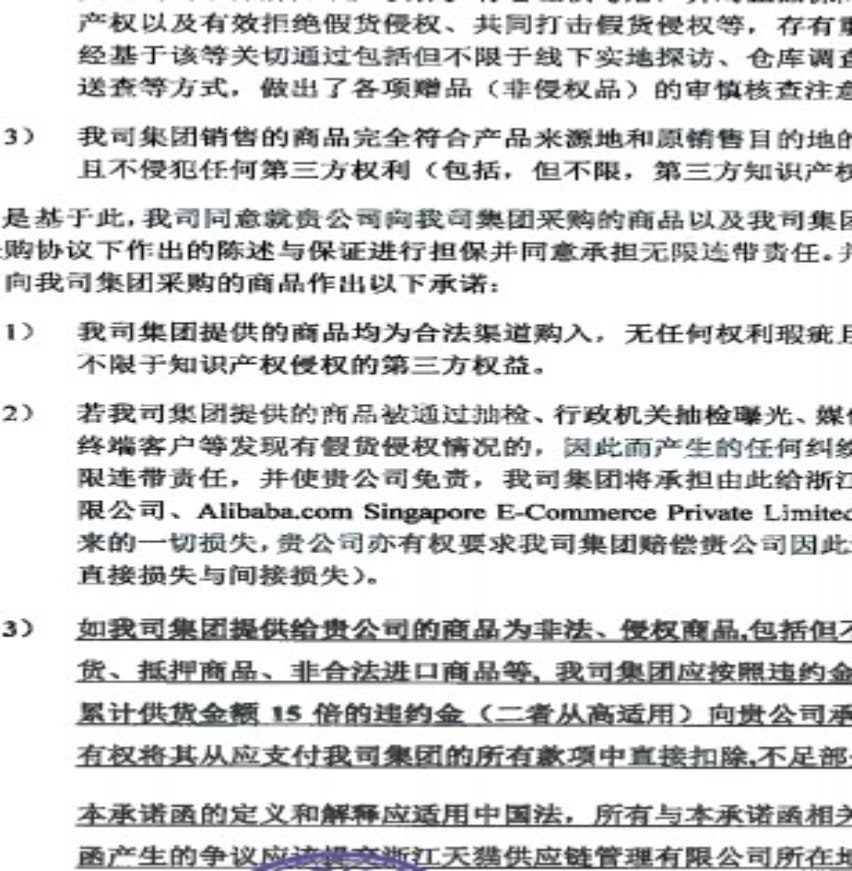 产权以及有效拒绝假货侵权、共同打击假货侵权等，存有重
经基于该等关切通过包括但不限于线下实地探访、仓库调查
送查等方式，做出了各项赠品（非侵权品）的审慎核查注意
3） 我司集团销售的商品完全符合产品来源地和原销售目的地的
且不侵犯任何第三方权利（包括，但不限，第三方知识产权
是基于此，我司同意就贵公司向我司集团采购的商品以及我司集团
购协议下作出的陈述与保证进行担保并同意承担无限连带责任。并
向我司集团采购的商品作出以下承诺：
1） 我司集团提供的商品均为合法渠道购入，无任何权利瑕疵且
不限于知识产权侵权的第三方权益。
2） 若我司集团提供的商品被通过抽检、行政机关抽检曝光、媒体
终端客户等发现有假货侵权情况的，因此而产生的任何纠纷
限连带责任，并使贵公司免责，我司集团将承担由此给浙江
限公司、Alibaba.com Singapore E-Commerce Private Limited
来的一切损失，贵公司亦有权要求我司集团赔偿贵公司因此
直接损失与间接损失）。
3） 如我司集团提供给贵公司的商品为非法、侵权商品,包括但不
货、抵押商品、非合法进口商品等，我司集团应按照违约金
累计供货金额 15 倍的违约金（二者从高适用）向贵公司承
有权将其从应支付我司集团的所有款项中直接扣除,不足部
本承诺函的定义和解释应适用中国法，所有与本承诺函相关
函产生的争议应该提交浙江天猫供应链管理有限公司所在地